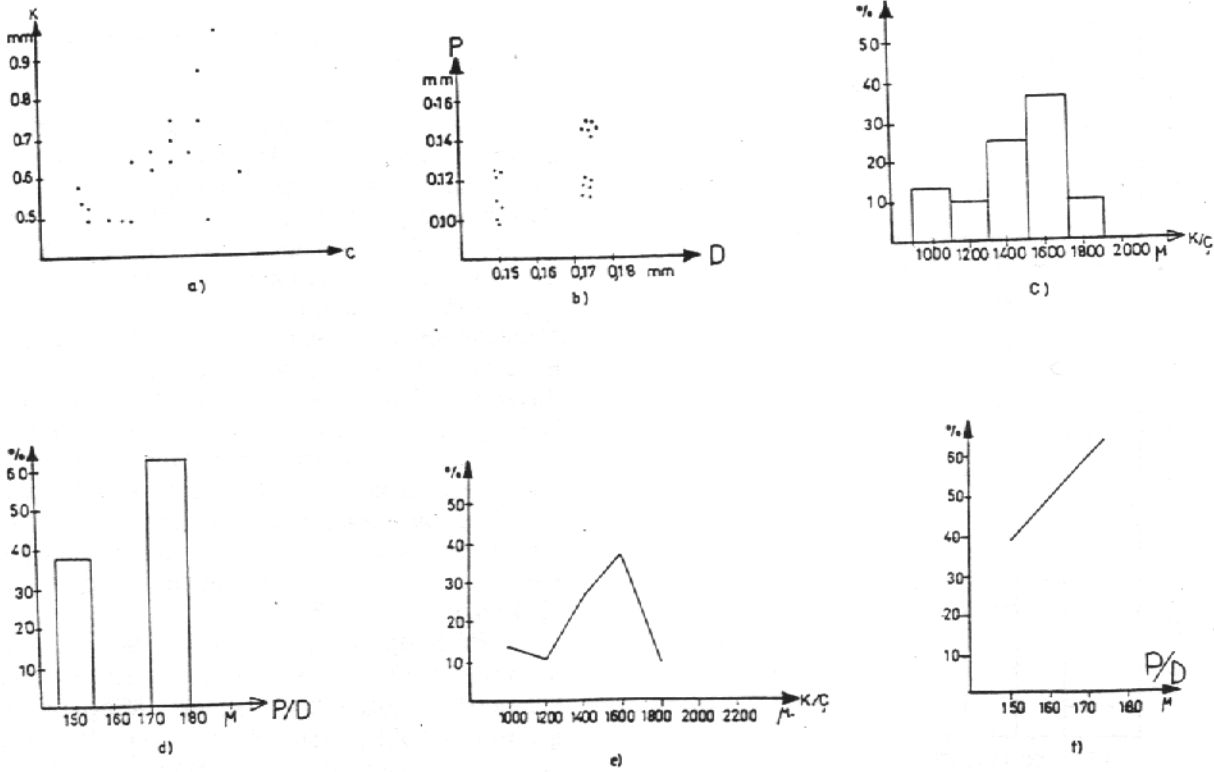 K
mm
0.9
0.8
0.7
0.6
0.5
C
a)
P
mm
0.16
0.14
0.12
0.10
0.15 0.16 0.17 0.18 mm
D
b)
%
50
40
30
20
10
1000 1200 1400 1600 1800 2000 M K/Ç
C)
%
60
50
40
30
20
10
150 160 170 180 M P/D
d)
%
50
40
30
20
10
1000 1200 1400 1600 1800 2000 2200 μ K/Ç
e)
%
60
50
40
30
20
10
P/D
150 160 170 180 M
f)